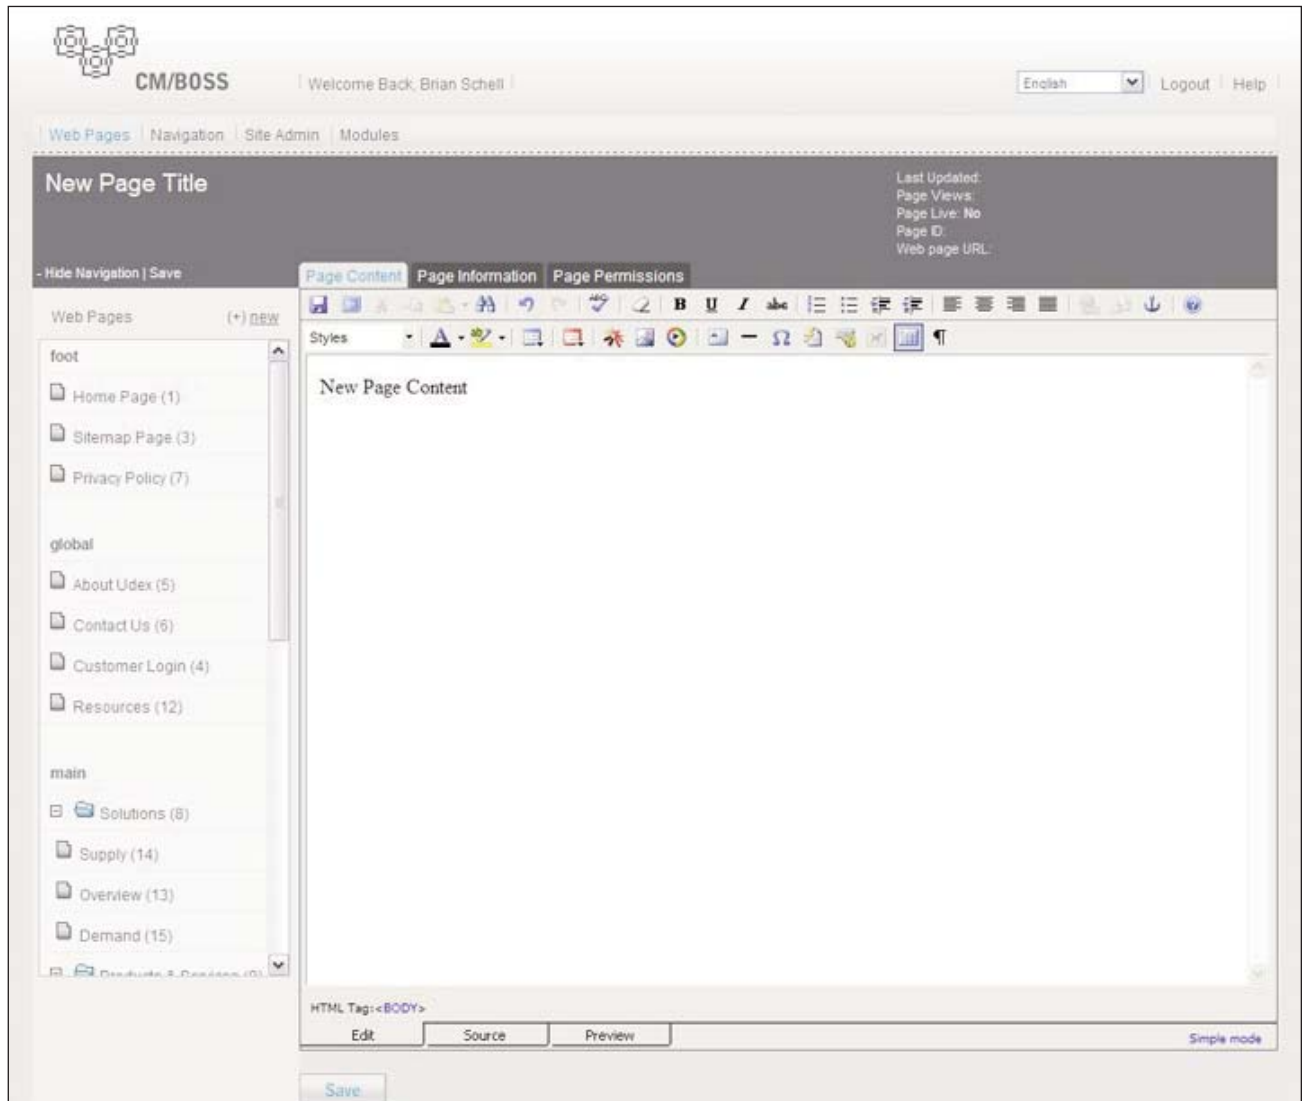 CM/BOSS
Welcome Back, Brian Schell
English
Logout
Help
Web Pages
Navigation
Site Admin
Modules
New Page Title
Last Updated:
Page Views:
Page Live: No
Page ID:
Web page URL:
- Hide Navigation | Save
Page Content
Page Information
Page Permissions
Web Pages
(+) new
Styles
foot
Home Page (1)
Sitemap Page (3)
Privacy Policy (7)
global
About Udex (5)
Contact Us (6)
Customer Login (4)
Resources (12)
main
Solutions (8)
Supply (14)
Overview (13)
Demand (15)
Products & Services (9)
New Page Content
HTML Tag:<BODY>
Edit
Source
Preview
Simple mode
Save